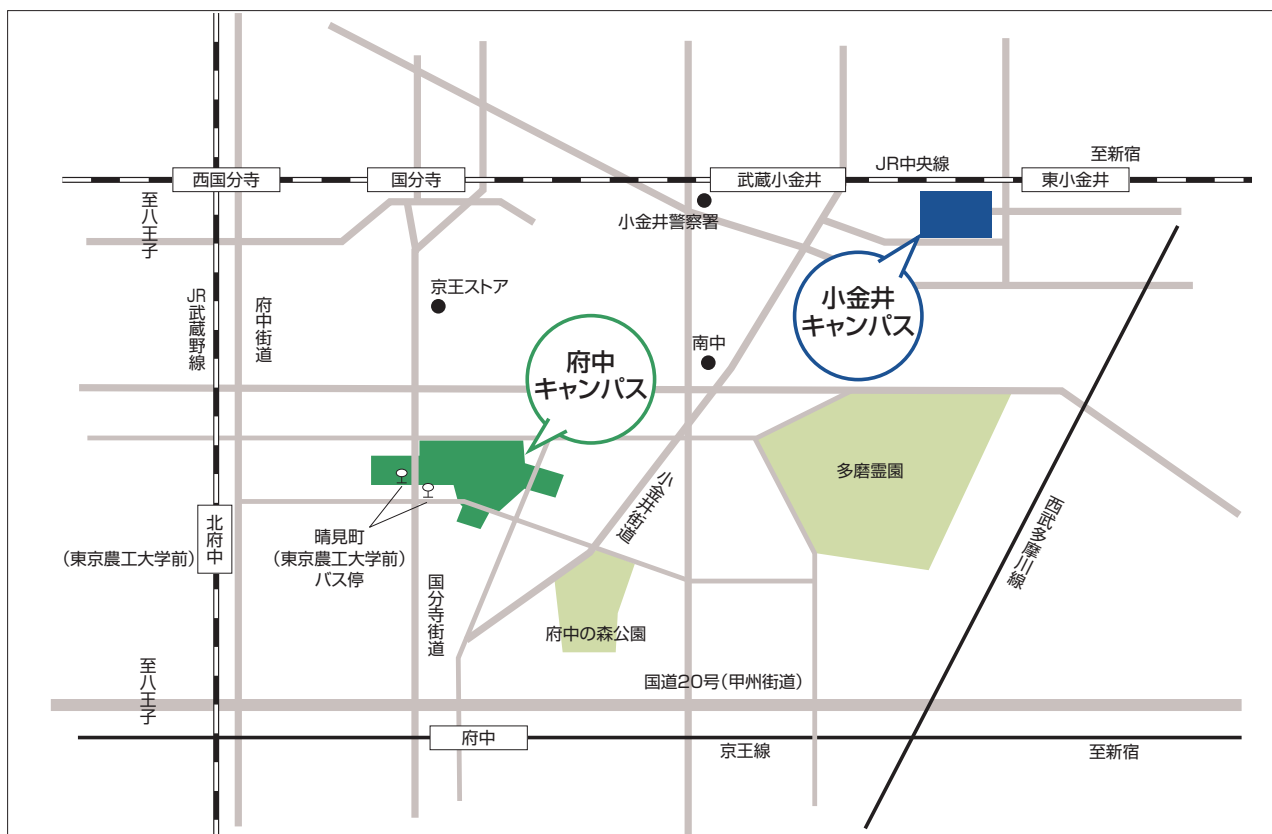 JR中央線
至新宿
西国分寺
国分寺
武蔵小金井
東小金井
至八王子
小金井警察署
JR武蔵野線
府中街道
京王ストア
小金井
キャンパス
府中
キャンパス
南中
多磨霊園
小金井街道
西武多摩川線
北府中
(東京農工大学前)
晴見町
(東京農工大学前)
バス停
国分寺街道
府中の森公園
至八王子
国道20号(甲州街道)
府中
京王線
至新宿